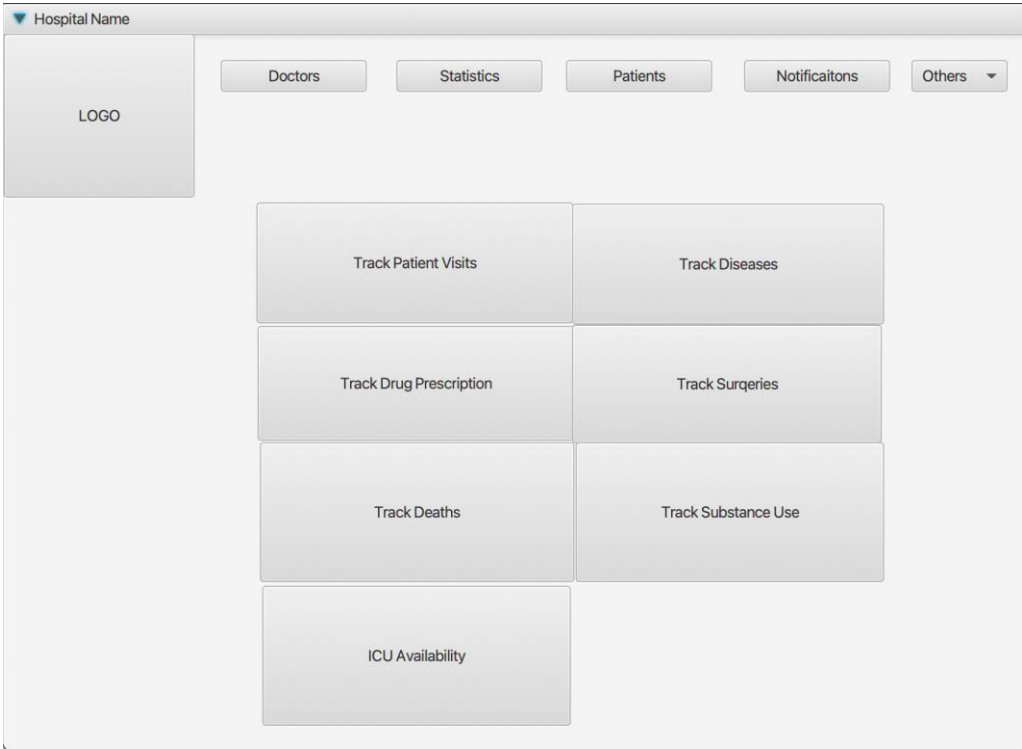 Hospital Name
LOGO
Doctors
Statistics
Patients
Notificaitons
Others
Track Patient Visits
Track Diseases
Track Drug Prescription
Track Surqeries
Track Deaths
Track Substance Use
ICU Availability